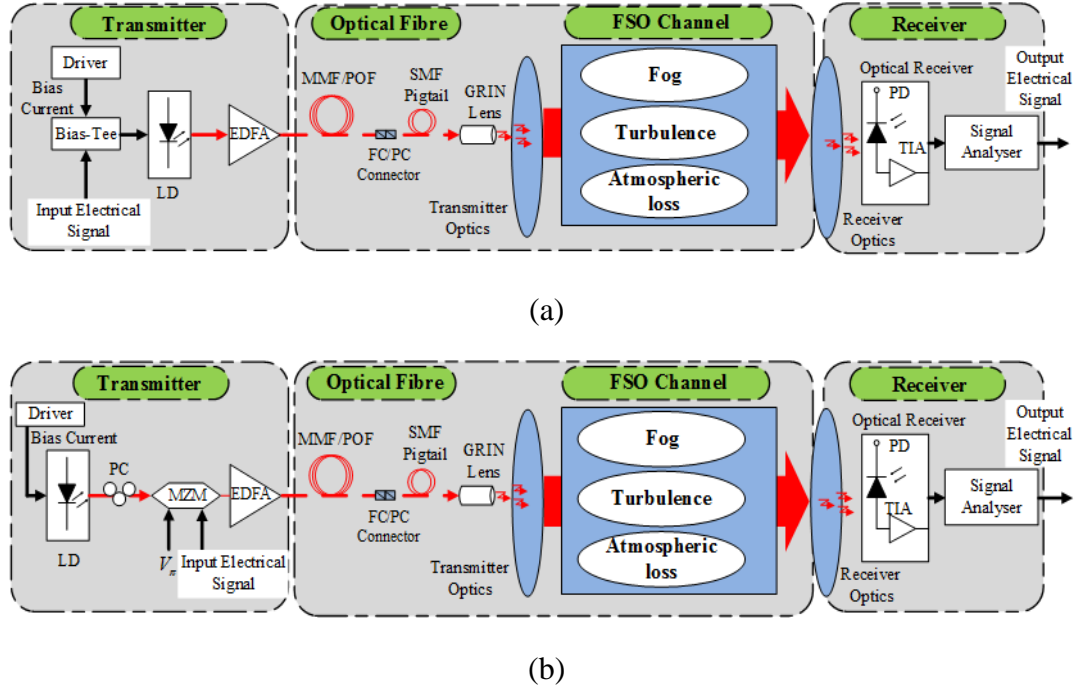 Transmitter
Optical Fibre
FSO Channel
Receiver
Driver
Bias
Current
Bias-Tee
Input Electrical
Signal
LD
EDFA
MMF/POF
FC/PC
Connector
SMF
Pigtail
GRIN
Lens
Transmitter
Optics
Fog
Turbulence
Atmospheric
loss
Receiver
Optics
Optical Receiver
PD
TIA
Signal
Analyser
Output
Electrical
Signal
(a)
Transmitter
Optical Fibre
FSO Channel
Receiver
Driver
Bias Current
LD
PC
MZM
Vπ
Input Electrical
Signal
EDFA
MMF/POF
FC/PC
Connector
SMF
Pigtail
GRIN
Lens
Transmitter
Optics
Fog
Turbulence
Atmospheric
loss
Receiver
Optics
Optical Receiver
PD
TIA
Signal
Analyser
Output
Electrical
Signal
(b)